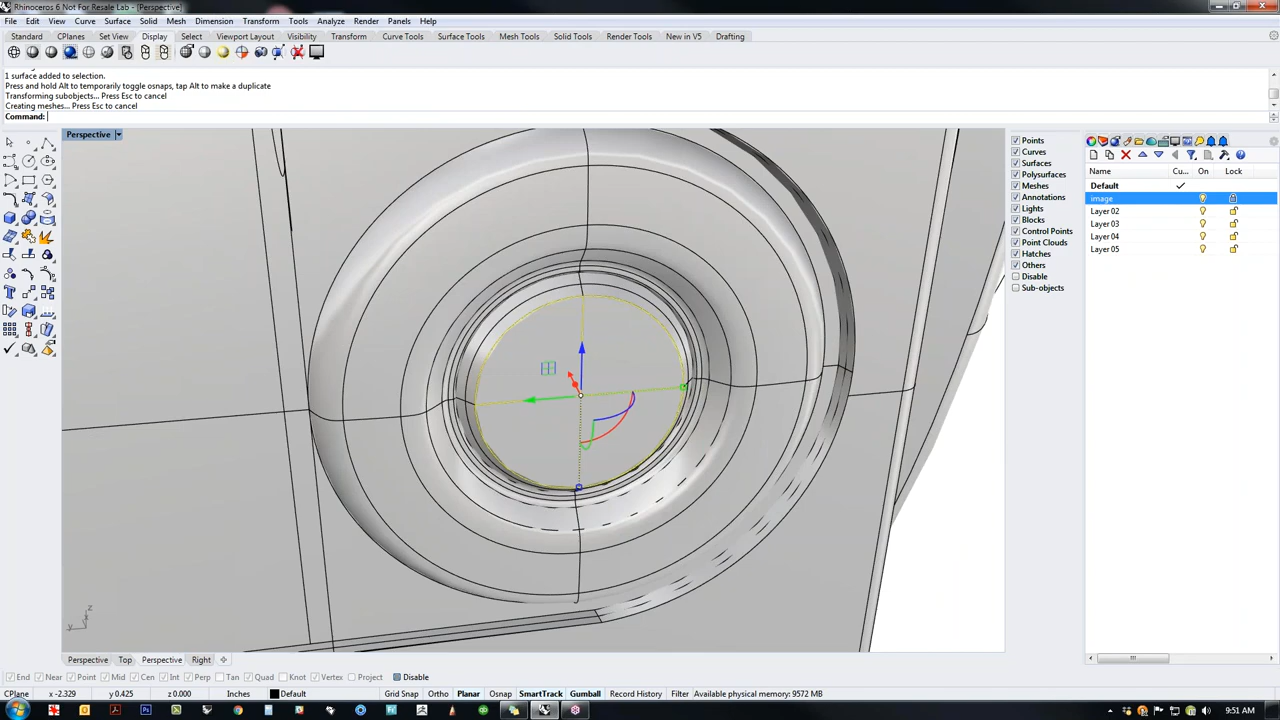 Rhinoceros 6 Not For Resale Lab - [Perspective]
File Edit View Curve Surface Solid Mesh Dimension Transform Tools Analyze Render Panels Help
Standard CPlanes Set View Display Select Viewport Layout Visibility Transform Curve Tools Surface Tools Mesh Tools Solid Tools Render Tools New in V5 Drafting
1 surface added to selection.
Press and hold Alt to temporarily toggle osnaps, tap Alt to make a duplicate
Transforming subobjects... Press Esc to cancel
Creating meshes... Press Esc to cancel
Command:
Perspective
Points
Curves
Surfaces
Polysurfaces
Meshes
Annotations
Lights
Blocks
Control Points
Point Clouds
Hatches
Others
Disable
Sub-objects
Name Cu... On Lock
Default
image
Layer 02
Layer 03
Layer 04
Layer 05
z
y
Perspective Top Perspective Right
End Near Point Mid Cen Int Perp Tan Quad Knot Vertex Project Disable
CPlane x -2.329 y 0.425 z 0.000 Inches Default Grid Snap Ortho Planar Osnap SmartTrack Gumball Record History Filter Available physical memory: 9572 MB
9:51 AM